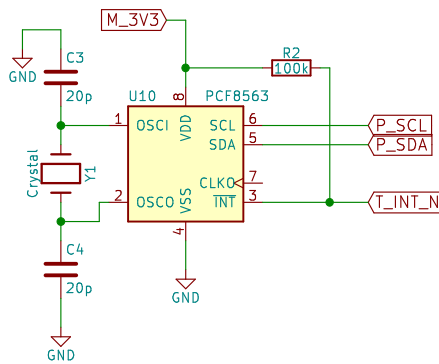 M_3V3
C3
GND
20p
R2
100k
U10
PCF8563
8
1
OSCI
VDD
SCL
6
P_SCL
SDA
5
P_SDA
Crystal
Y1
CLKO
7
2
OSCO
VSS
INT
3
T_INT_N
4
C4
20p
GND
GND